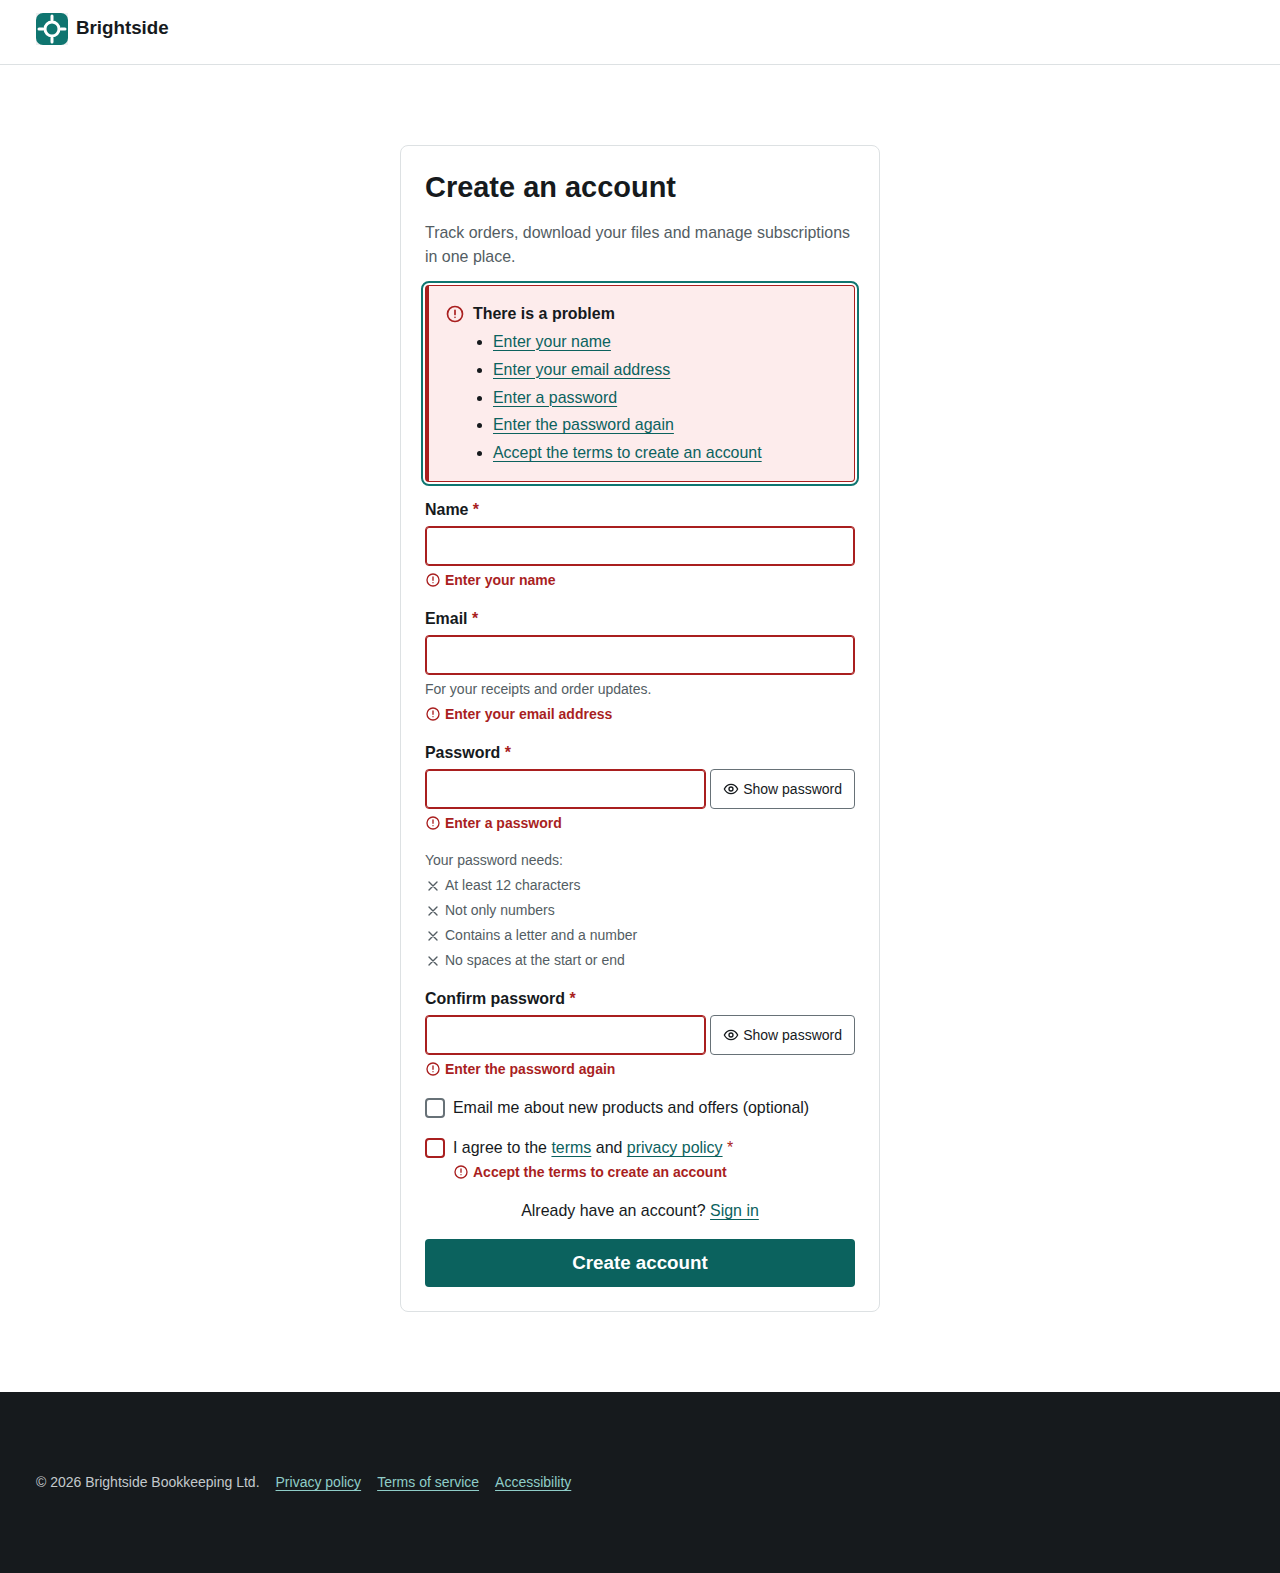 Brightside
Create an account
Track orders, download your files and manage subscriptions
in one place.
There is a problem
Enter your name
Enter your email address
Enter a password
Enter the password again
Accept the terms to create an account
Name *
Enter your name
Email *
For your receipts and order updates.
Enter your email address
Password *
Show password
Enter a password
Your password needs:
At least 12 characters
Not only numbers
Contains a letter and a number
No spaces at the start or end
Confirm password *
Show password
Enter the password again
Email me about new products and offers (optional)
I agree to the terms and privacy policy *
Accept the terms to create an account
Already have an account? Sign in
Create account
© 2026 Brightside Bookkeeping Ltd. Privacy policy Terms of service Accessibility